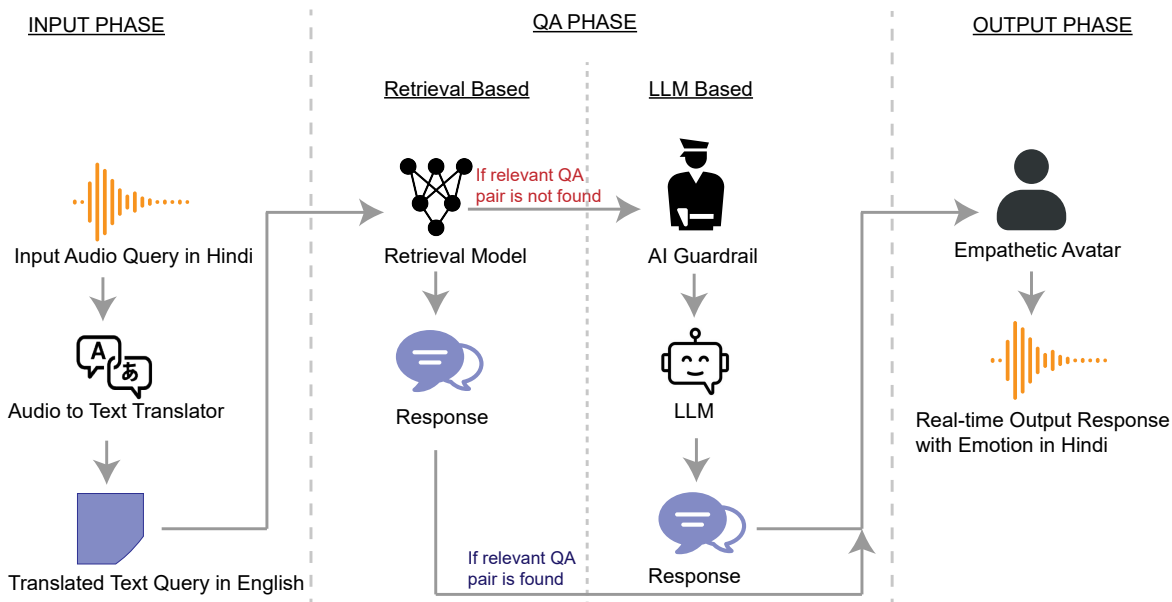 INPUT PHASE
QA PHASE
OUTPUT PHASE
Retrieval Based
LLM Based
If relevant QA
pair is not found
Input Audio Query in Hindi
Retrieval Model
AI Guardrail
Empathetic Avatar
A
あ
Audio to Text Translator
Response
LLM
Real-time Output Response
with Emotion in Hindi
If relevant QA
pair is found
Translated Text Query in English
Response